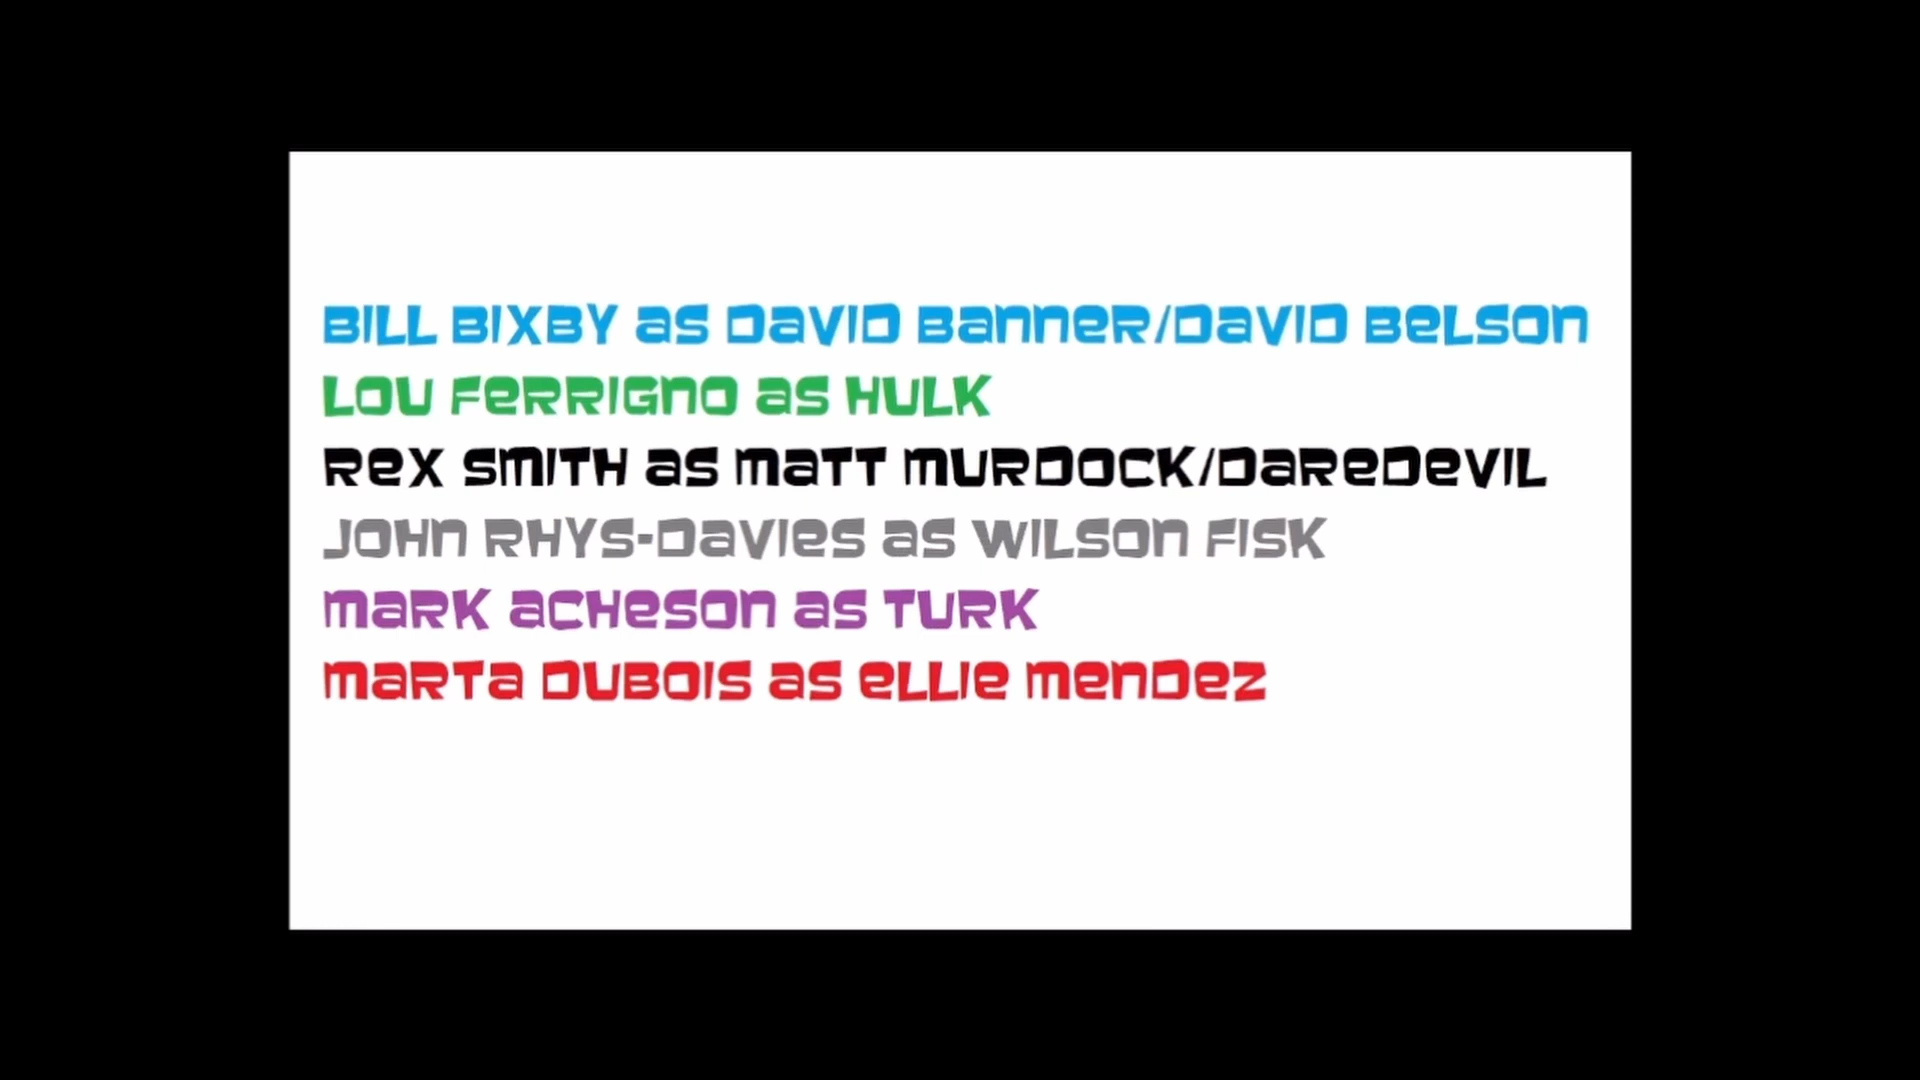 BILL BIXBY as DAVID BANNER/DAVID BELSON
LOU FERRIGNO as HULK
REX SMITH as MATT MURDOCK/DAREDEVIL
JOHN RHYS-DAVIES as WILSON FISK
MARK ACHESON as TURK
MARTA DUBOIS as ELLIE MENDEZ